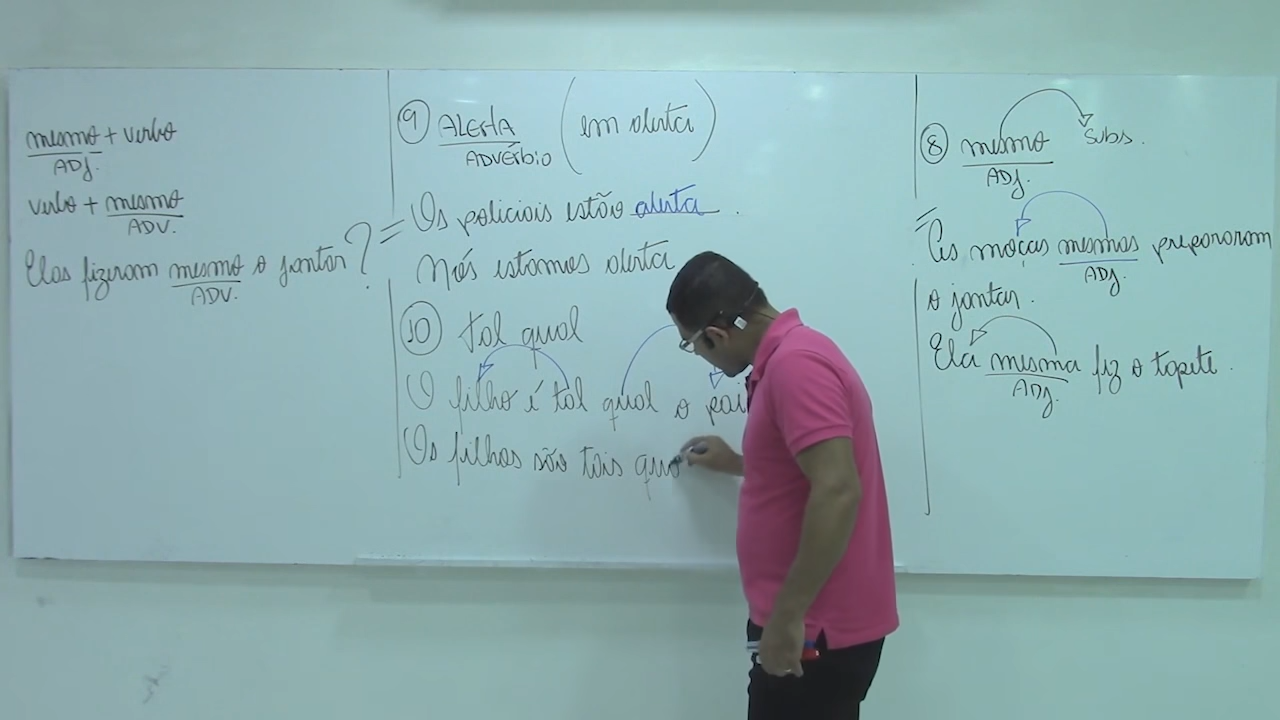 mesmo + verbo
ADJ.
verbo + mesmo
ADV.
Elas fizeram mesmo o jantar?
ADV.
9 ALERTA (em alerta)
ADVÉRBIO
= Os policiais estão alerta.
Nós estamos alerta
10 tal qual
O filho é tal qual o pai
Os filhos são tais qua
8 mesmo Subs.
ADJ.
= As moças mesmas prepararam
ADJ.
o jantar.
Ela mesma fiz o tapete.
ADJ.